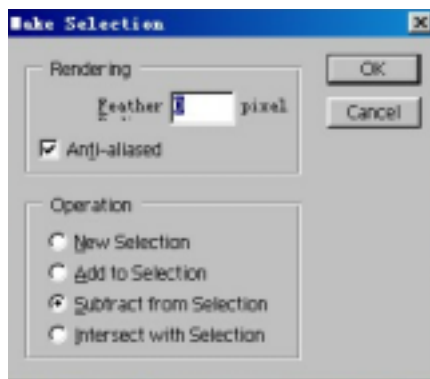 Make Selection
Rendering
Feather pixel
Anti-aliased
OK
Cancel
Operation
New Selection
Add to Selection
Subtract from Selection
Intersect with Selection